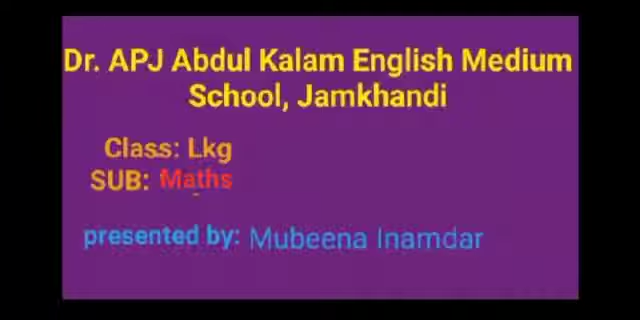 Dr. APJ Abdul Kalam English Medium
School, Jamkhandi
Class: Lkg
SUB: Maths
presented by: Mubeena Inamdar